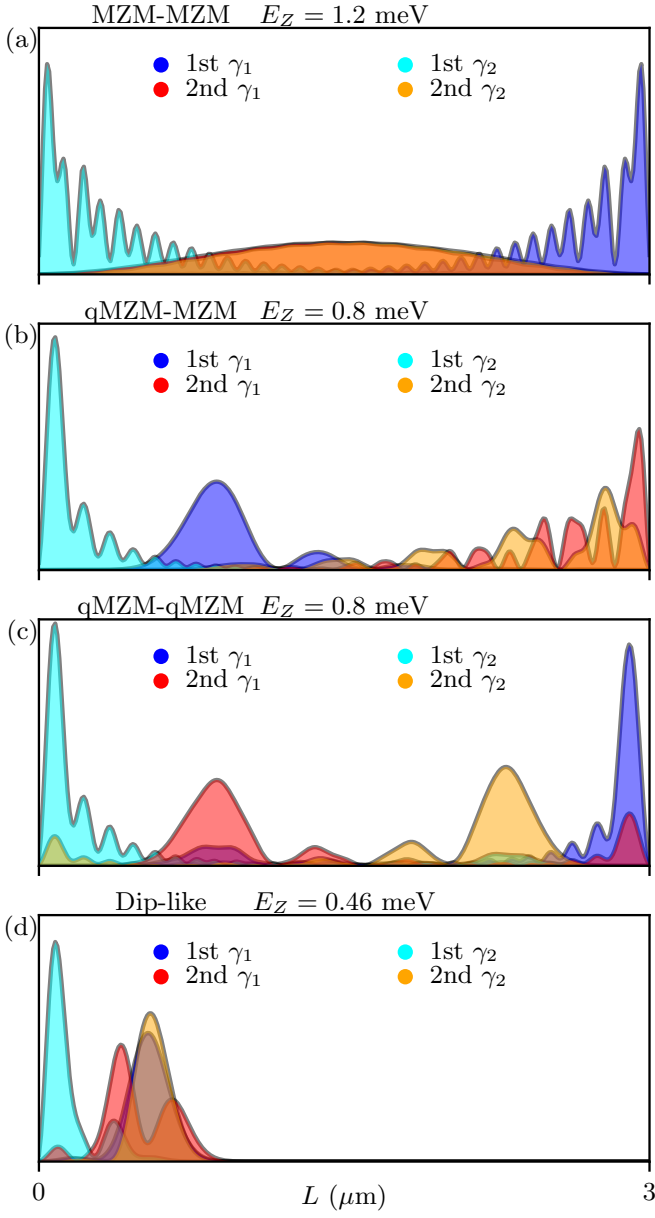 MZM-MZM E_Z = 1.2 meV
(a)
1st γ₁ 1st γ₂
2nd γ₁ 2nd γ₂
qMZM-MZM E_Z = 0.8 meV
(b)
1st γ₁ 1st γ₂
2nd γ₁ 2nd γ₂
qMZM-qMZM E_Z = 0.8 meV
(c)
1st γ₁ 1st γ₂
2nd γ₁ 2nd γ₂
Dip-like E_Z = 0.46 meV
(d)
1st γ₁ 1st γ₂
2nd γ₁ 2nd γ₂
0 L (μm) 3